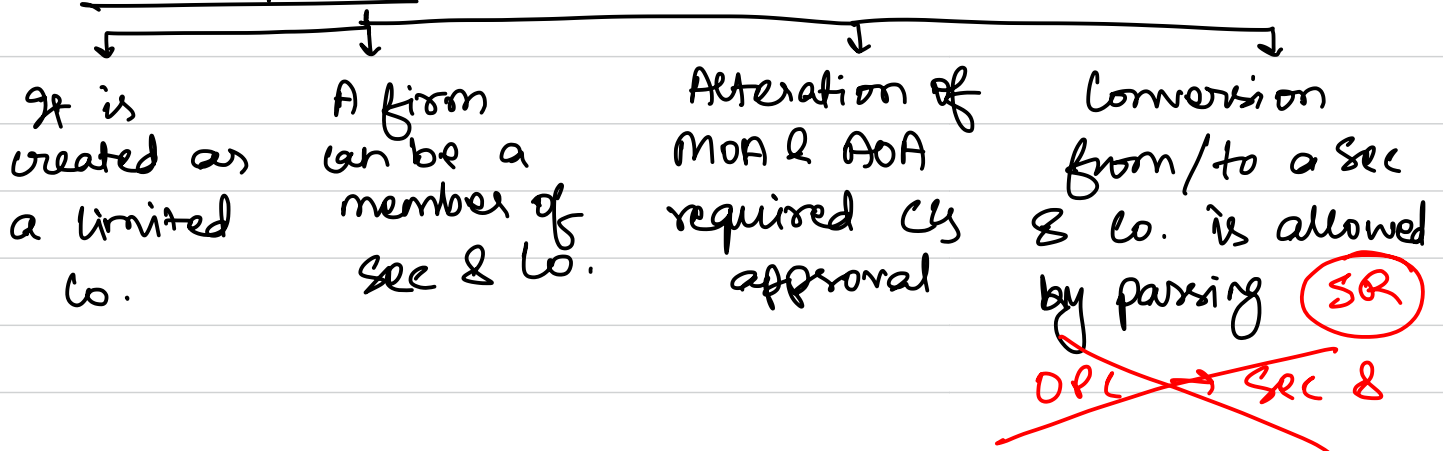 It is
created as
a limited
Co.
A firm
can be a
member of
Sec 8 Co.
Alteration of
MOA & AOA
required CG
approval
Conversion
from/to a Sec
8 Co. is allowed
by passing SR
OPC → Sec 8